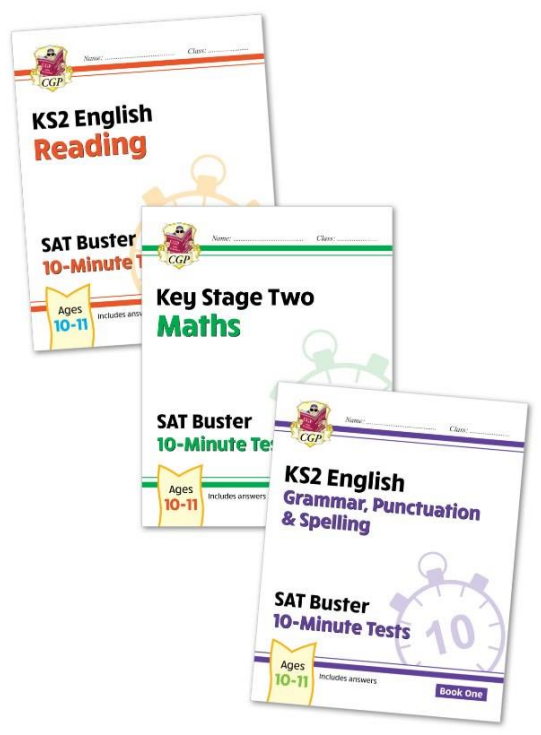 Name: Class:
CGP
KS2 English
Reading
SAT Buster
10-Minute
Ages
10-11
Includes
Name: Class:
CGP
Key Stage Two
Maths
SAT Buster
10-Minute
Ages
10-11
Includes answers
Name: Class:
CGP
KS2 English
Grammar, Punctuation
& Spelling
SAT Buster
10-Minute Tests
10
Ages
10-11
Includes answers
Book One